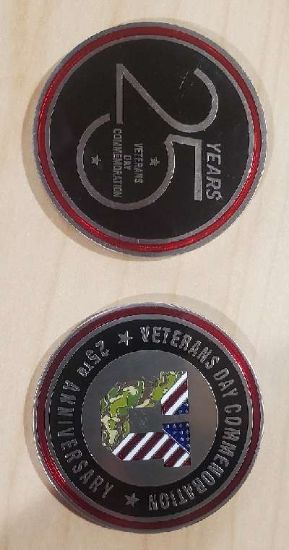 25
YEARS
VETERANS
DAY
COMMEMORATION
VETERANS DAY COMMEMORATION
25TH ANNIVERSARY